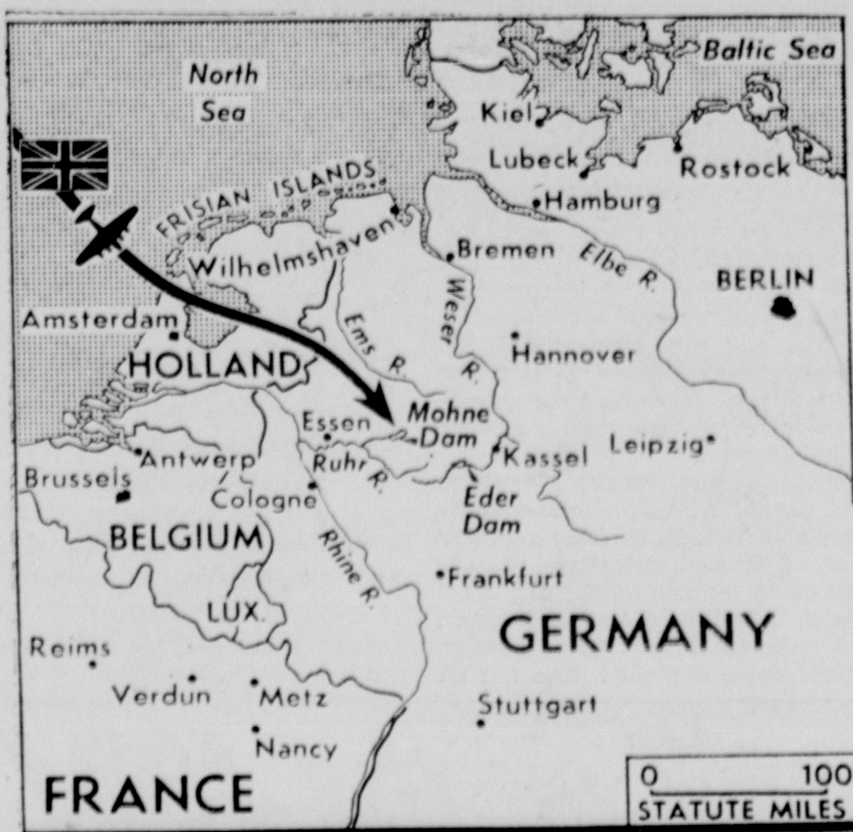 North
Sea
Baltic Sea
Kiel
Lubeck
Rostock
FRISIAN ISLANDS
Hamburg
Wilhelmshaven
Bremen
Elbe R.
BERLIN
Weser R.
Amsterdam
Ems R.
Hannover
HOLLAND
Essen
Mohne
Dam
Antwerp
Ruhr R.
Kassel
Leipzig
Brussels
Cologne
Eder
Dam
BELGIUM
Rhine R.
Frankfurt
LUX.
GERMANY
Reims
Verdun
Metz
Stuttgart
Nancy
FRANCE
0 100
STATUTE MILES